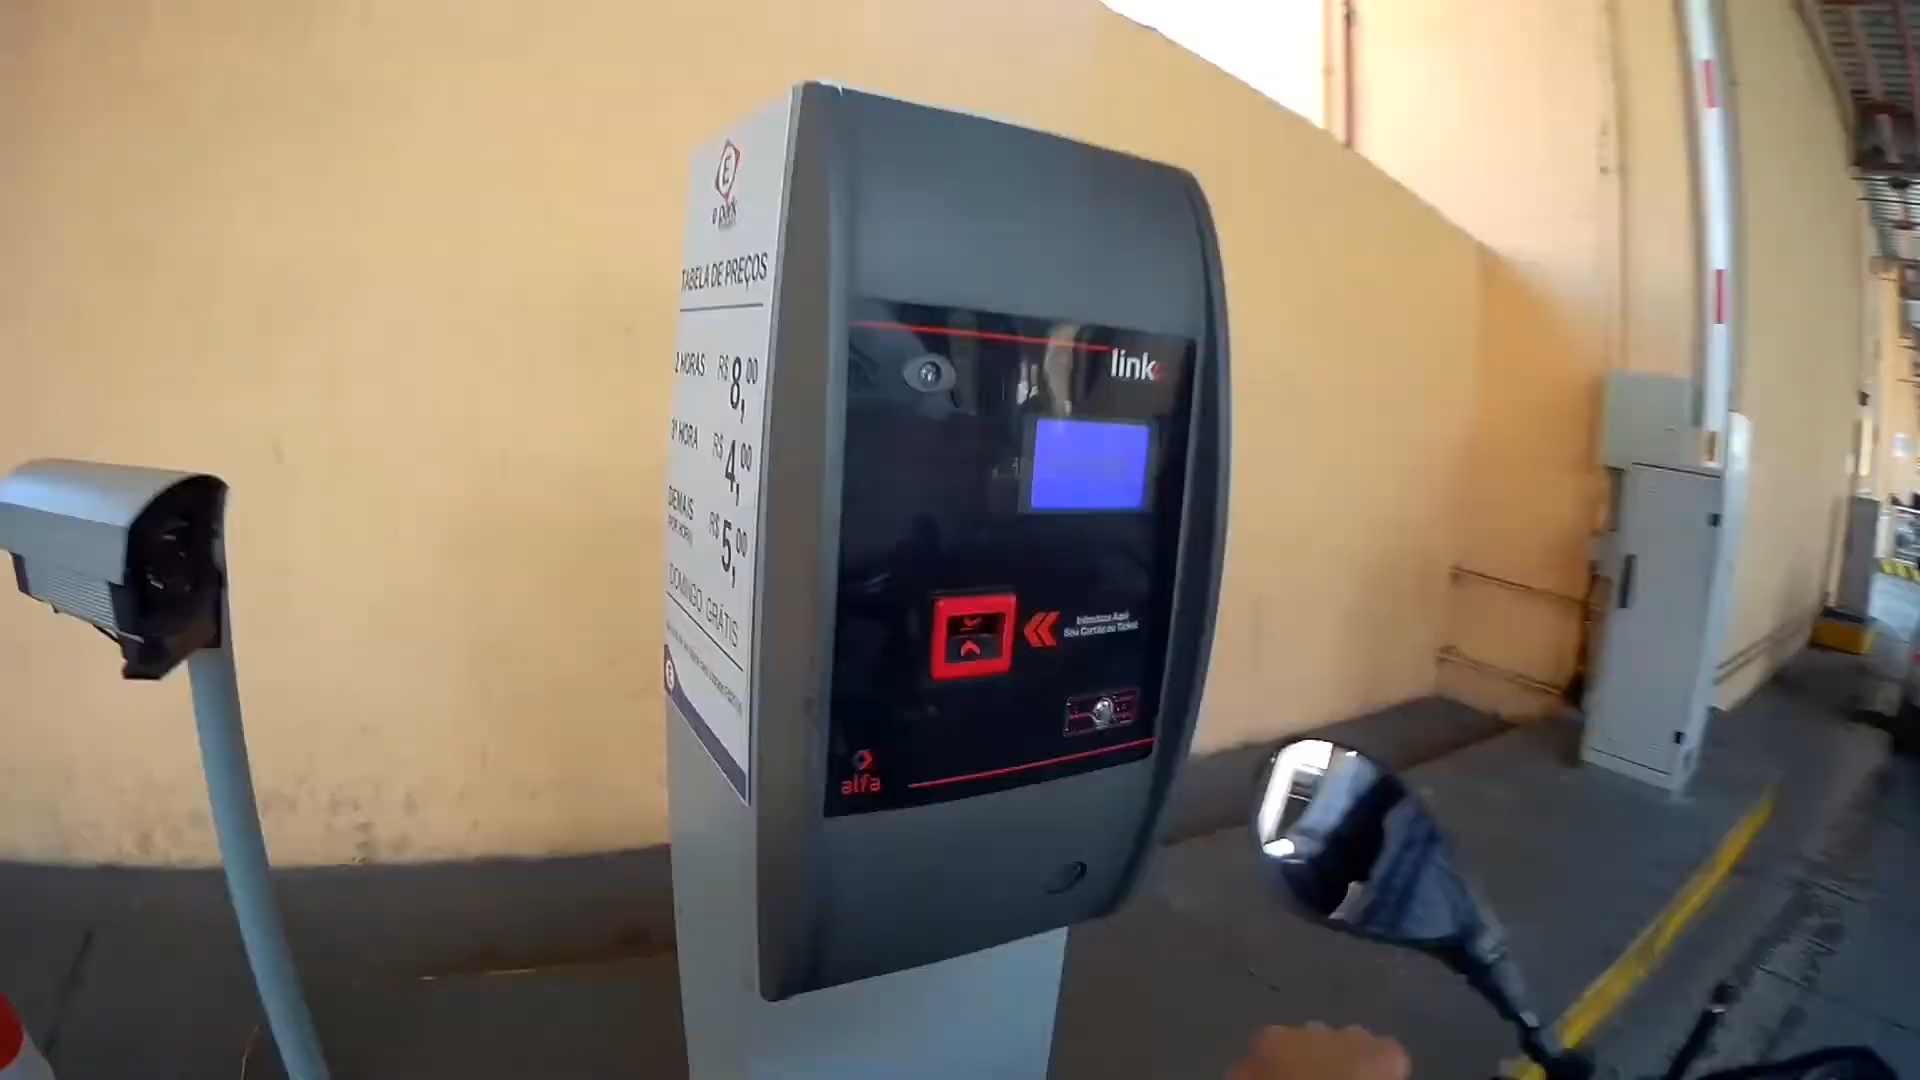 E
e park
TABELA DE PREÇOS
2 HORAS R$ 8,00
3ª HORA R$ 4,00
DEMAIS R$ 5,00
(POR HORA)
DOMINGO GRÁTIS
E
link
Introduza Aqui
Seu Cartão ou Ticket
alfa